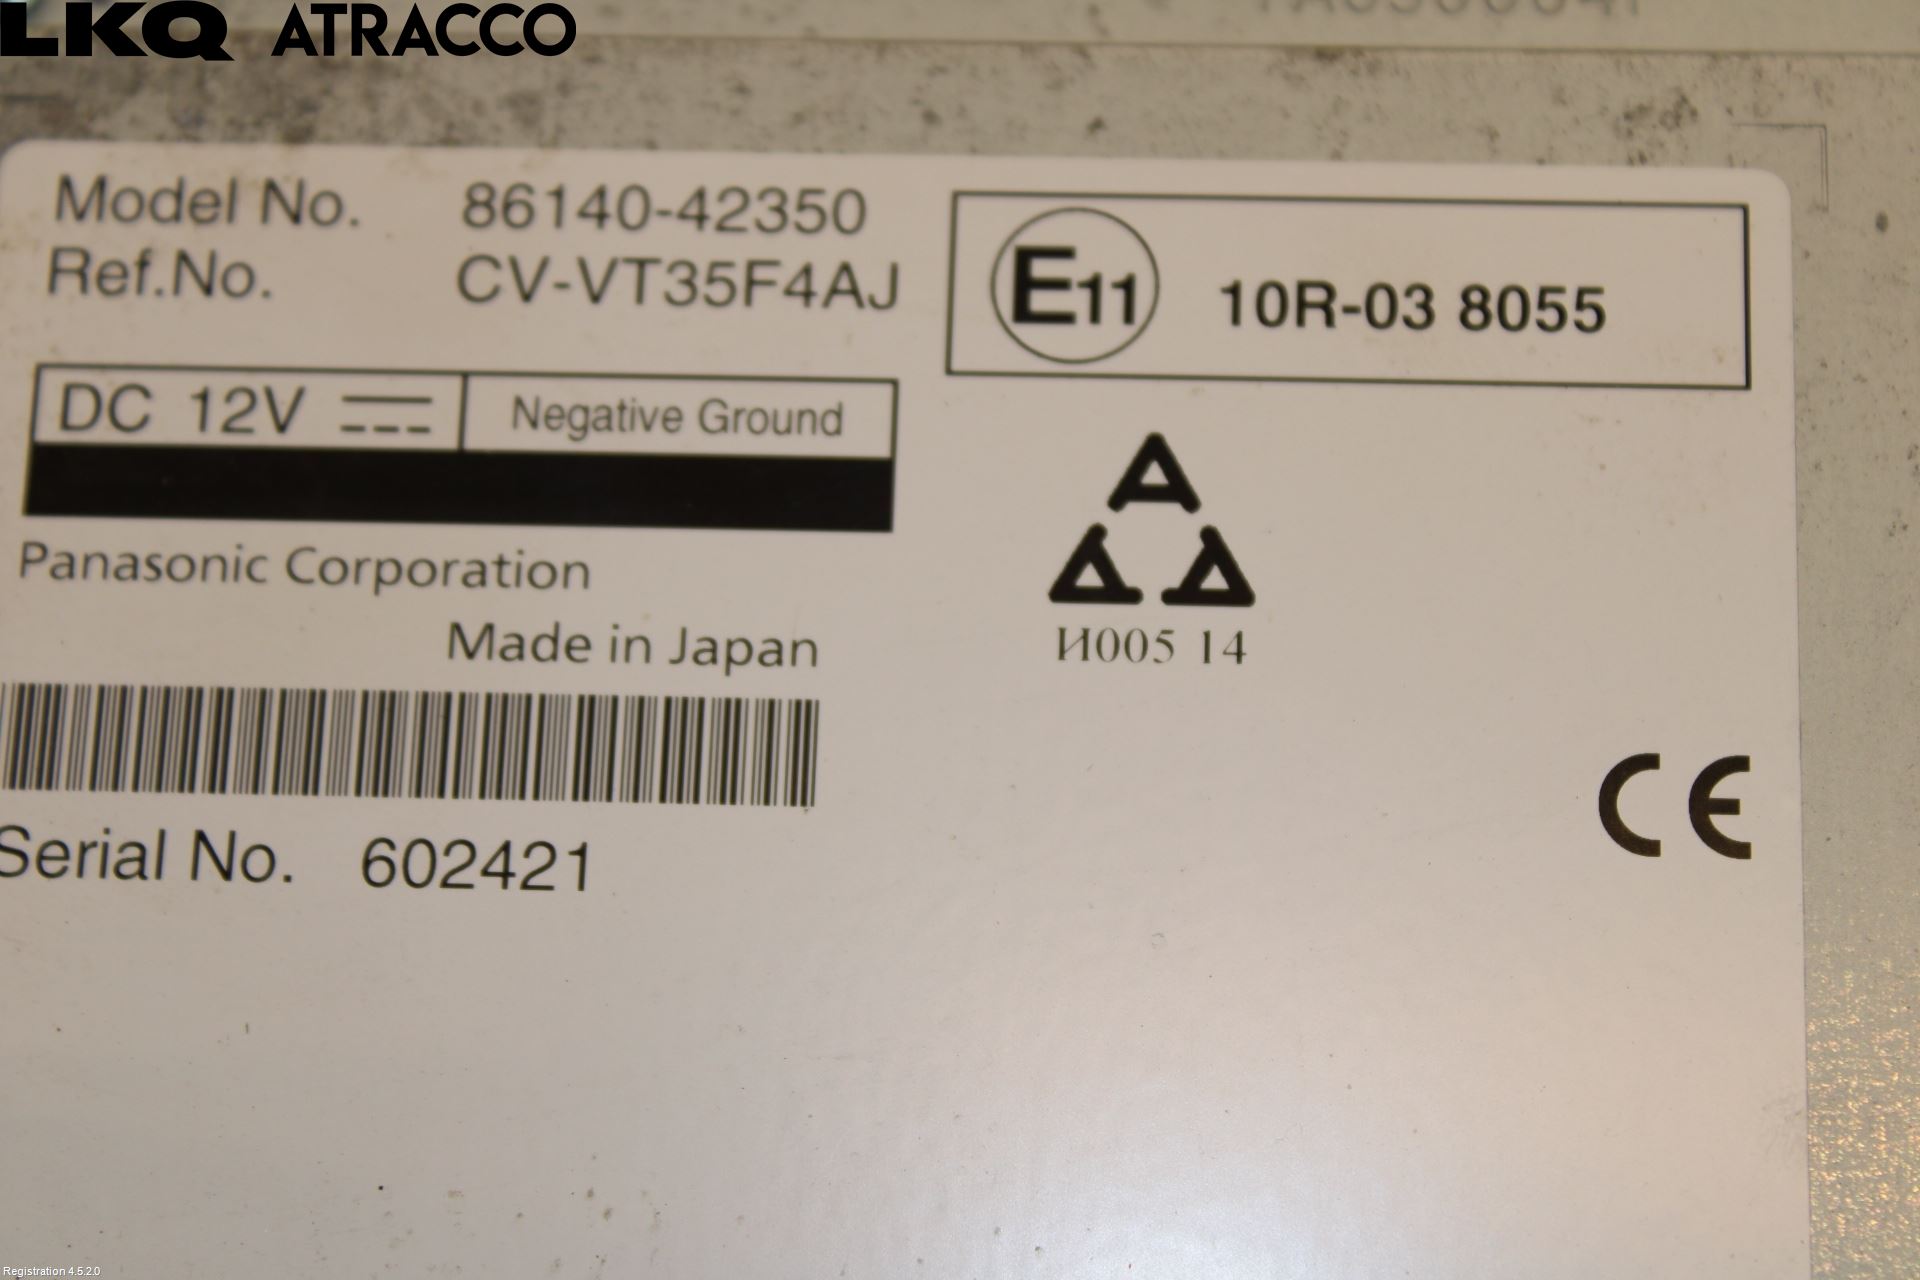 LKQ ATRACCO
Model No. 86140-42350
Ref.No. CV-VT35F4AJ
E11 10R-03 8055
DC 12V Negative Ground
Panasonic Corporation
Made in Japan
И005 14
CE
Serial No. 602421
Registration 4.5.2.0